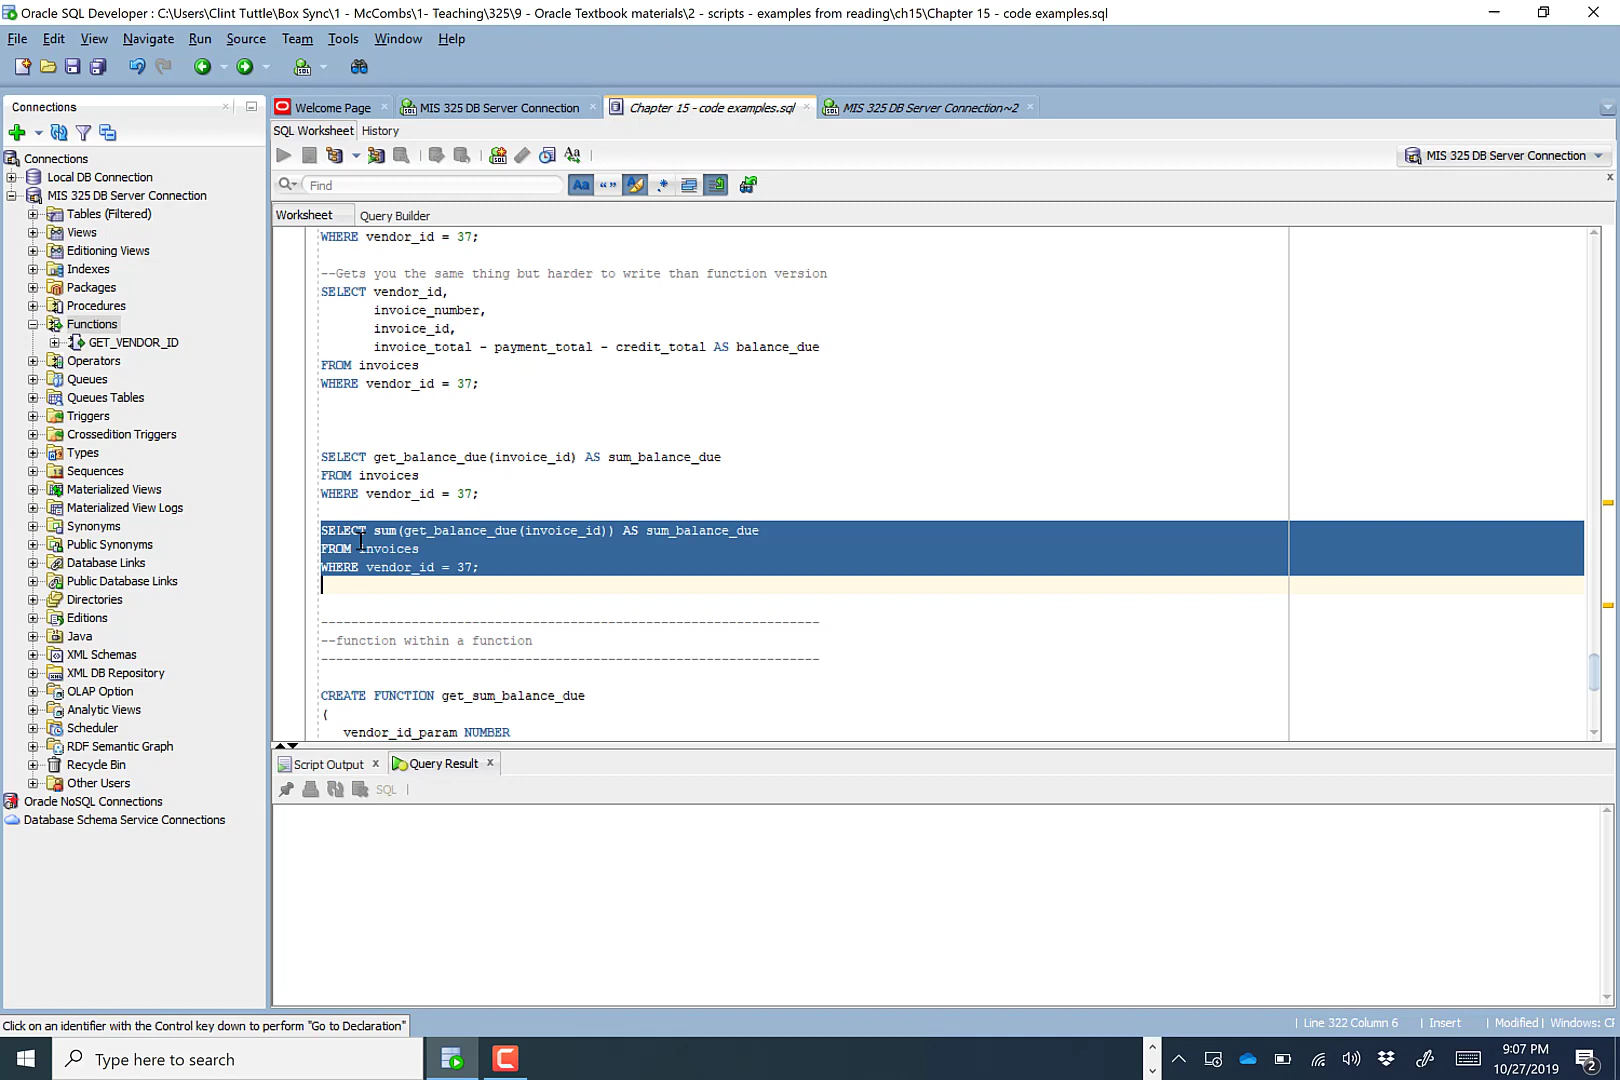 Oracle SQL Developer : C:\Users\Clint Tuttle\Box Sync\1 - McCombs\1- Teaching\325\9 - Oracle Textbook materials\2 - scripts - examples from reading\ch15\Chapter 15 - code examples.sql
File Edit View Navigate Run Source Team Tools Window Help
Connections
Welcome Page MIS 325 DB Server Connection Chapter 15 - code examples.sql MIS 325 DB Server Connection~2
SQL Worksheet History
MIS 325 DB Server Connection
Find
Worksheet Query Builder
Connections
Local DB Connection
MIS 325 DB Server Connection
Tables (Filtered)
Views
Editioning Views
Indexes
Packages
Procedures
Functions
GET_VENDOR_ID
Operators
Queues
Queues Tables
Triggers
Crossedition Triggers
Types
Sequences
Materialized Views
Materialized View Logs
Synonyms
Public Synonyms
Database Links
Public Database Links
Directories
Editions
Java
XML Schemas
XML DB Repository
OLAP Option
Analytic Views
Scheduler
RDF Semantic Graph
Recycle Bin
Other Users
Oracle NoSQL Connections
Database Schema Service Connections
WHERE vendor_id = 37;
--Gets you the same thing but harder to write than function version
SELECT vendor_id,
invoice_number,
invoice_id,
invoice_total - payment_total - credit_total AS balance_due
FROM invoices
WHERE vendor_id = 37;
SELECT get_balance_due(invoice_id) AS sum_balance_due
FROM invoices
WHERE vendor_id = 37;
SELECT sum(get_balance_due(invoice_id)) AS sum_balance_due
FROM invoices
WHERE vendor_id = 37;
------------------------------------------------------------------
--function within a function
------------------------------------------------------------------
CREATE FUNCTION get_sum_balance_due
(
vendor_id_param NUMBER
Script Output Query Result
SQL
Click on an identifier with the Control key down to perform "Go to Declaration"
Line 322 Column 6 Insert Modified Windows: CF
Type here to search
9:07 PM
10/27/2019
2